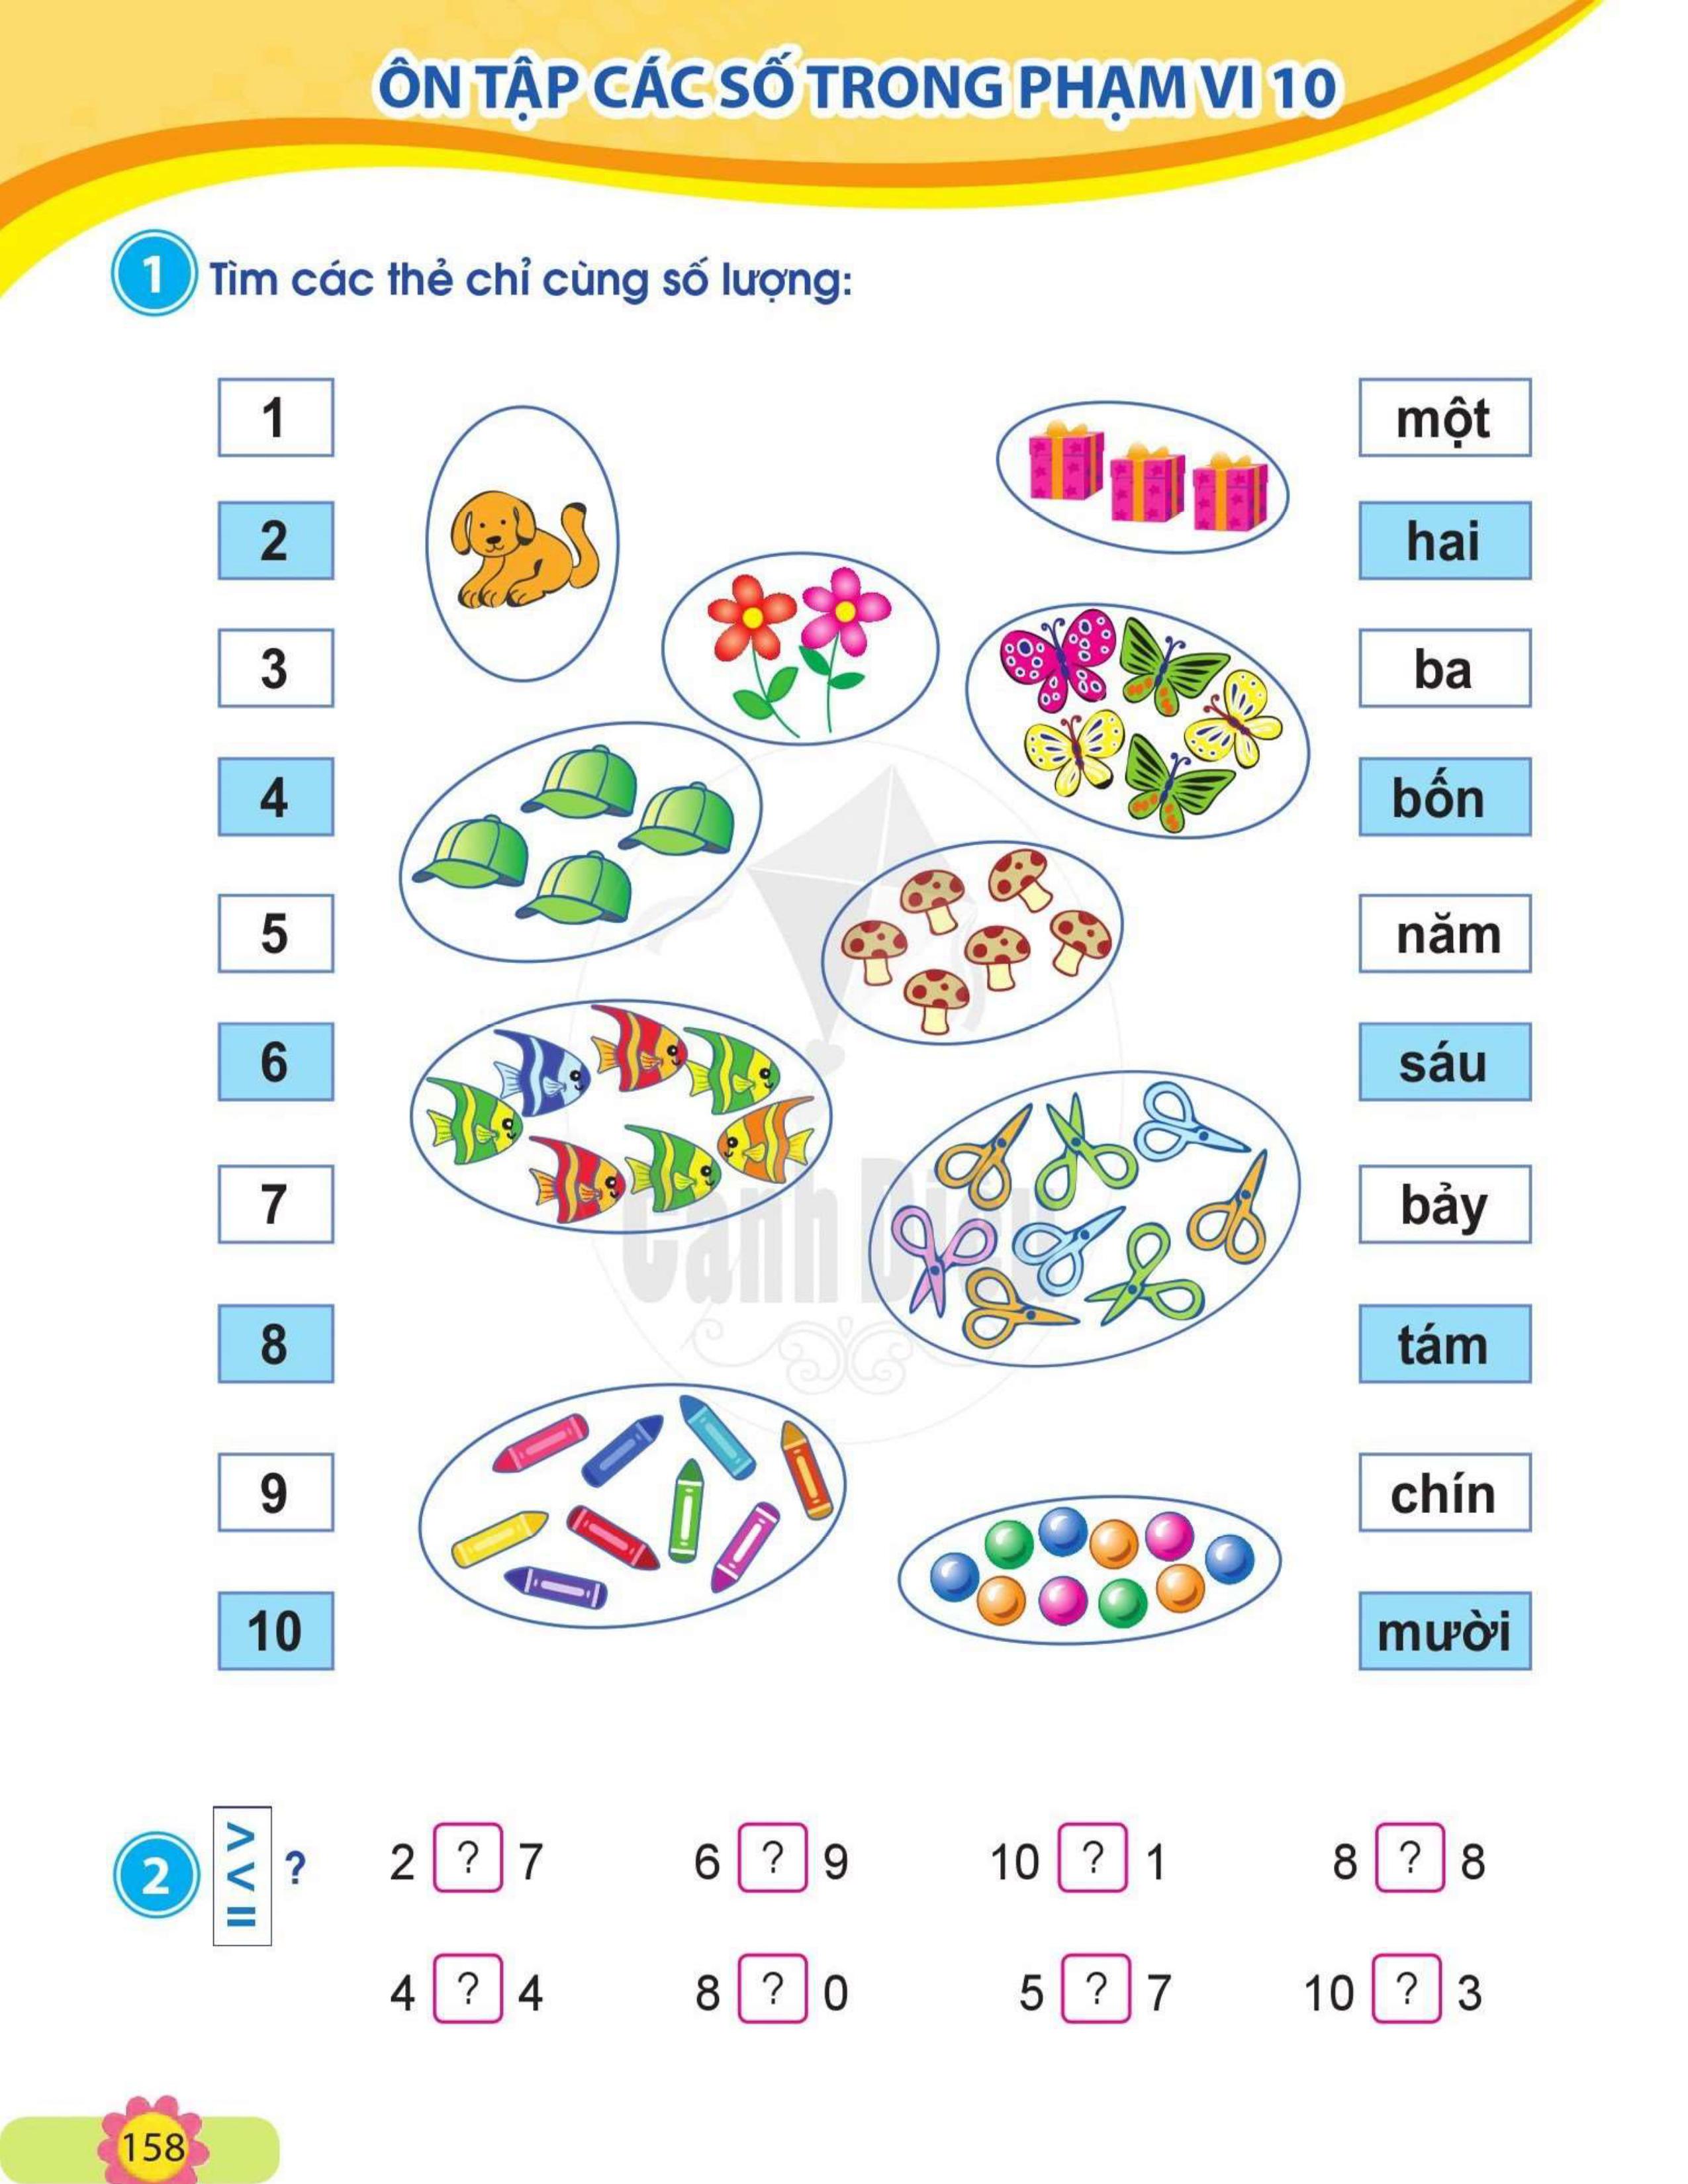 ÔN TẬP CÁC SỐ TRONG PHẠM VI 10
1 Tìm các thẻ chỉ cùng số lượng:
1 một
2 hai
3 ba
4 bốn
5 năm
6 sáu
7 bảy
8 tám
9 chín
10 mười
Cánh Diều
2 > < = ?
2 ? 7 6 ? 9 10 ? 1 8 ? 8
4 ? 4 8 ? 0 5 ? 7 10 ? 3
158